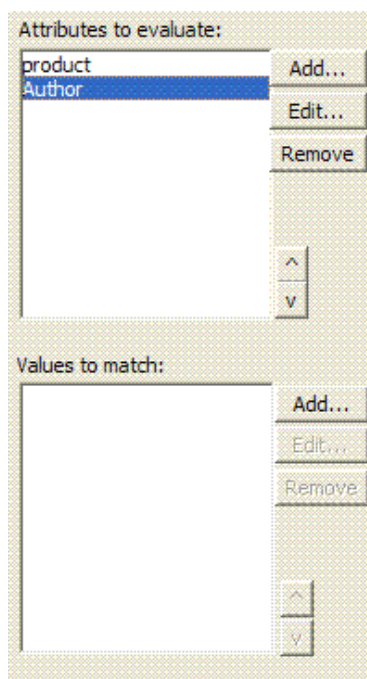 Attributes to evaluate:
product
Author
Add...
Edit...
Remove
^
v
Values to match:
Add...
Edit...
Remove
^
v